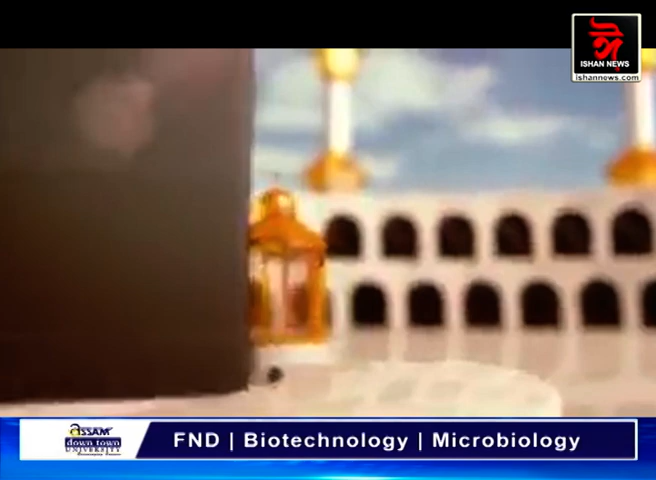 ঈ
ISHAN NEWS
ishannews.com
ASSAM
down town
UNIVERSITY
FND | Biotechnology | Microbiology